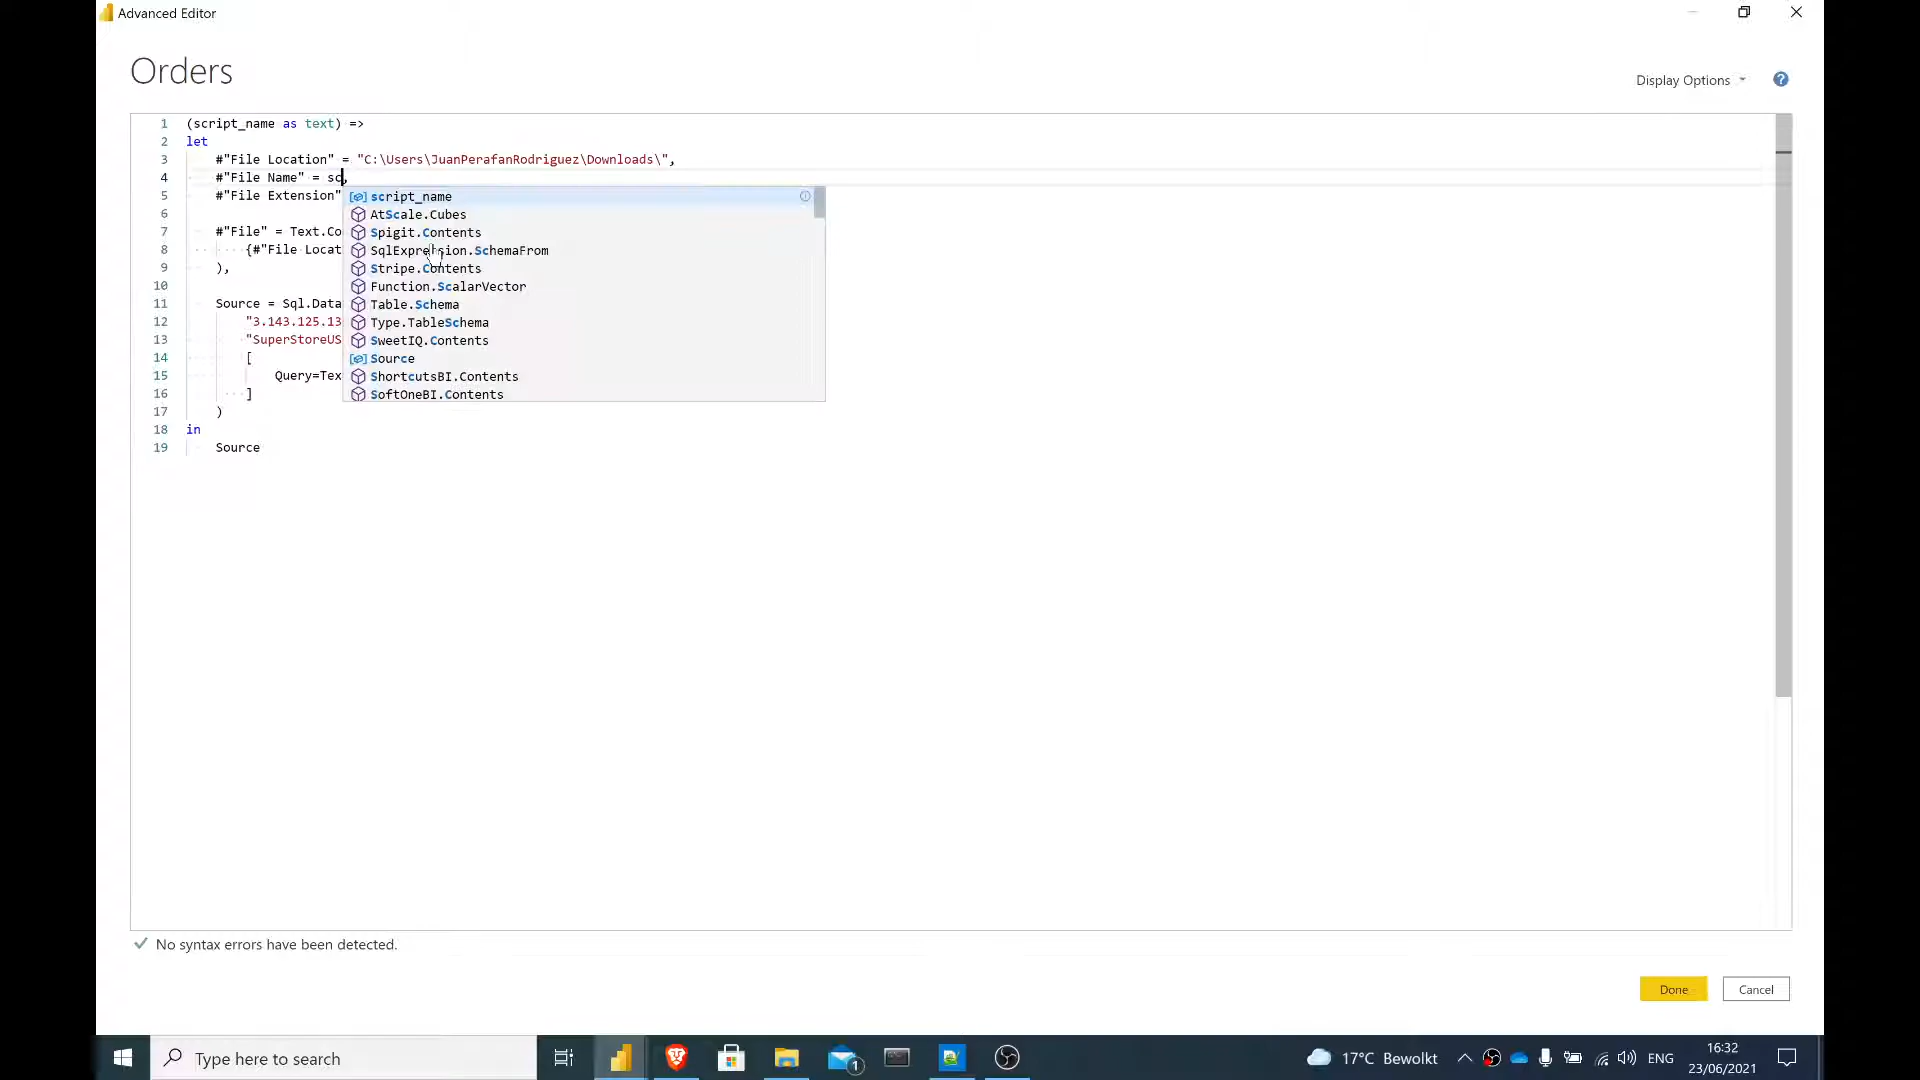 Advanced Editor
Orders
Display Options
?
1 (script_name as text) =>
2 let
3 #"File Location" = "C:\Users\JuanPerafanRodriguez\Downloads\",
4 #"File Name" = sc,
5 #"File Extension"
6
7 #"File" = Text.Co
8 {#"File Locat
9 ),
10
11 Source = Sql.Data
12 "3.143.125.13
13 "SuperStoreUS
14 [
15 Query=Tex
16 ]
17 )
18 in
19 Source
script_name
AtScale.Cubes
Spigit.Contents
SqlExpression.SchemaFrom
Stripe.Contents
Function.ScalarVector
Table.Schema
Type.TableSchema
SweetIQ.Contents
Source
ShortcutsBI.Contents
SoftOneBI.Contents
No syntax errors have been detected.
Done
Cancel
Type here to search
1
17°C Bewolkt
ENG
16:32
23/06/2021